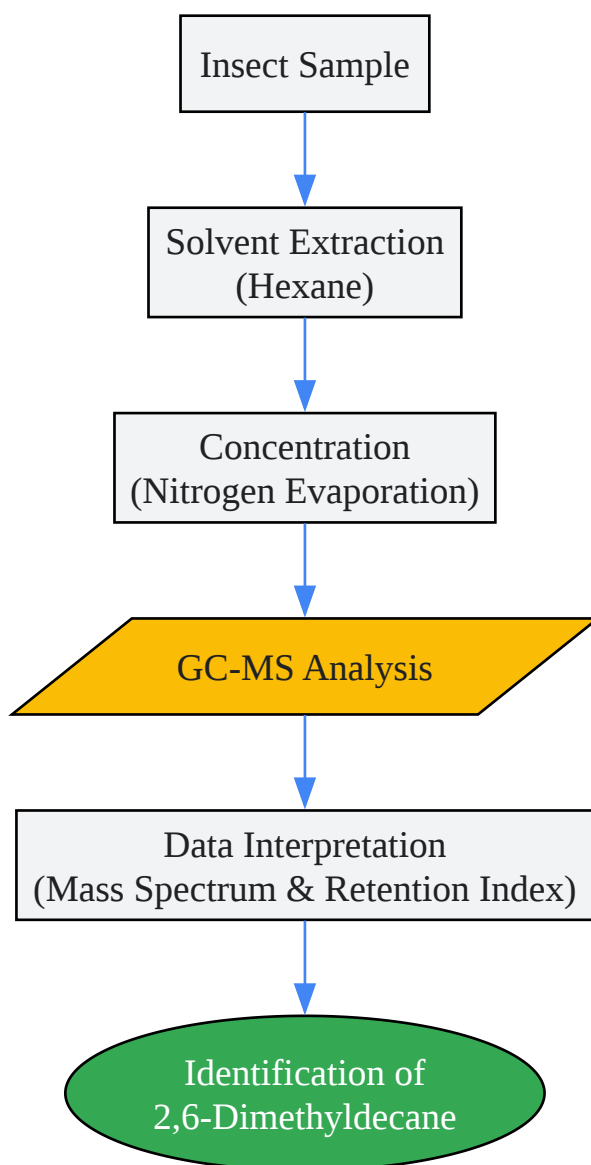 Insect Sample
Solvent Extraction
(Hexane)
Concentration
(Nitrogen Evaporation)
GC-MS Analysis
Data Interpretation
(Mass Spectrum & Retention Index)
Identification of
2,6-Dimethyldecane